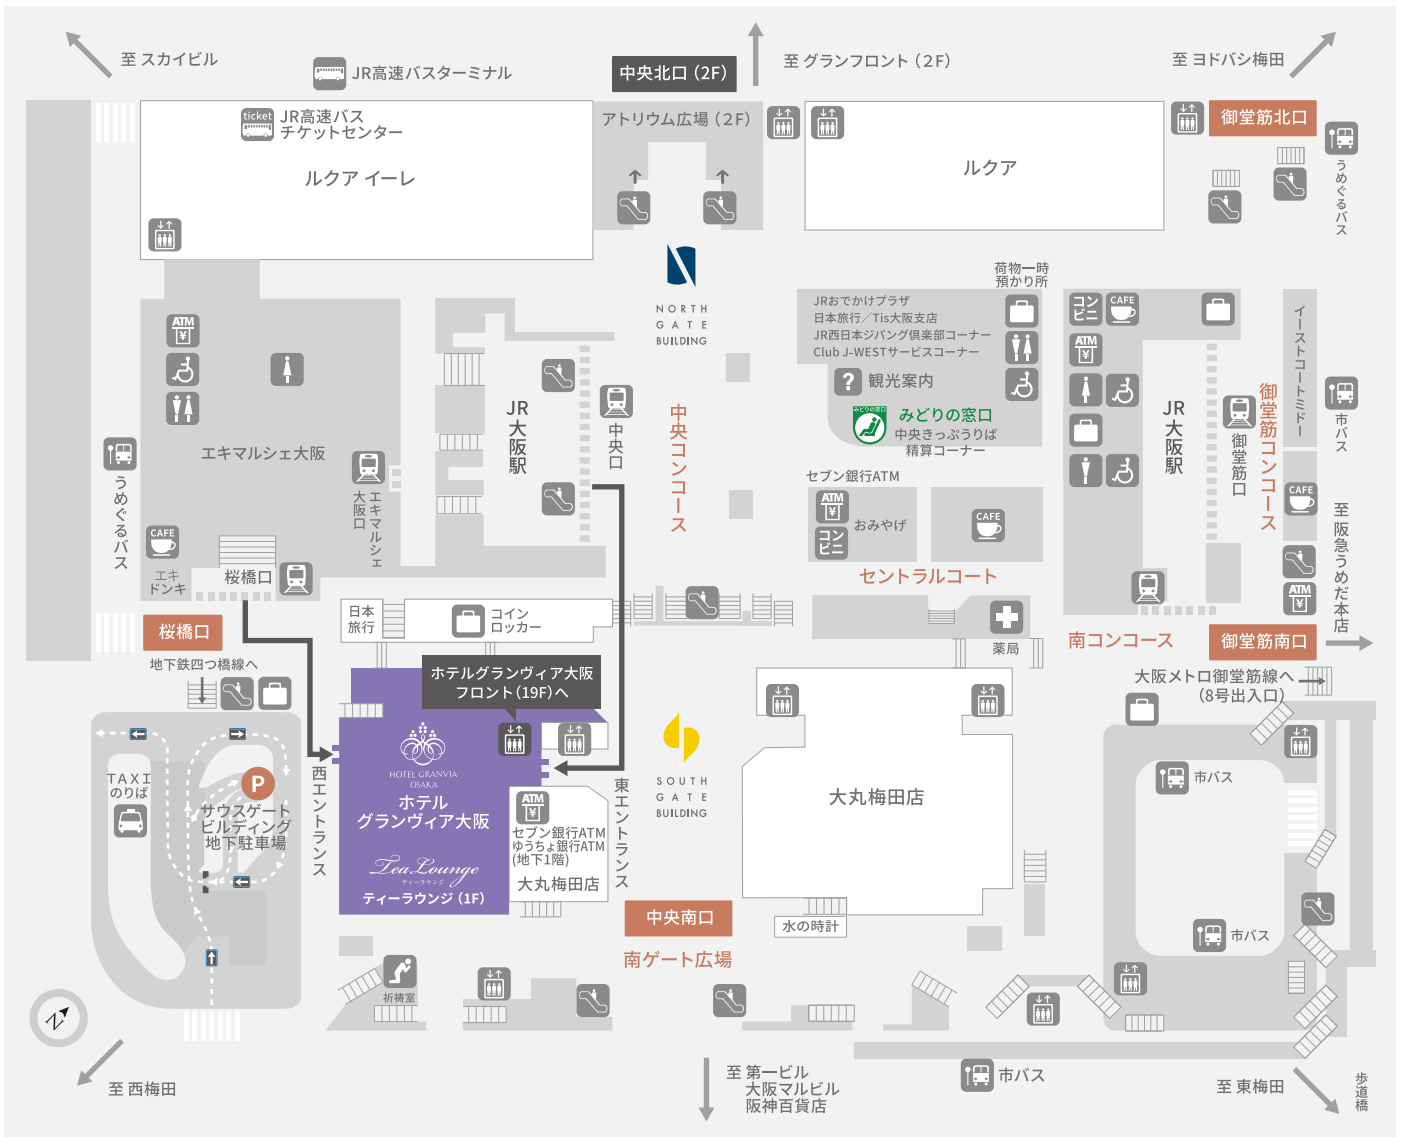 至 スカイビル
JR高速バスターミナル
中央北口（2F）
至 グランフロント（２F）
至 ヨドバシ梅田
ticket
JR高速バス
チケットセンター
アトリウム広場（２F）
御堂筋北口
ルクア イーレ
ルクア
うめぐるバス
NORTH
GATE
BUILDING
荷物一時
預かり所
JRおでかけプラザ
日本旅行／Tis大阪支店
JR西日本ジパング倶楽部コーナー
Club J-WESTサービスコーナー
?
観光案内
みどりの窓口
みどりの窓口
中央きっぷうりば
精算コーナー
コン
ビニ
CAFE
ATM
¥
イーストコートミドー
ATM
¥
JR
大阪駅
中央口
中央コンコース
JR
大阪駅
御堂筋口
御堂筋コンコース
市バス
エキマルシェ大阪
うめぐるバス
エキマルシェ
大阪口
セブン銀行ATM
ATM
¥
おみやげ
コン
ビニ
CAFE
CAFE
至 阪急うめだ本店
CAFE
エキ
ドンキ
桜橋口
セントラルコート
ATM
¥
桜橋口
日本
旅行
コイン
ロッカー
薬局
南コンコース
御堂筋南口
地下鉄四つ橋線へ
ホテルグランヴィア大阪
フロント（19F）へ
大阪メトロ御堂筋線へ
（8号出入口）
HOTEL GRANVIA
OSAKA
ホテル
グランヴィア大阪
西エントランス
東エントランス
SOUTH
GATE
BUILDING
大丸梅田店
市バス
TAXI
のりば
P
サウスゲート
ビルディング
地下駐車場
ATM
¥
セブン銀行ATM
ゆうちょ銀行ATM
(地下1階)
大丸梅田店
Tea Lounge
ティーラウンジ
ティーラウンジ（1F）
中央南口
水の時計
市バス
南ゲート広場
祈祷室
N
至 西梅田
至 第一ビル
大阪マルビル
阪神百貨店
市バス
至 東梅田
歩道橋